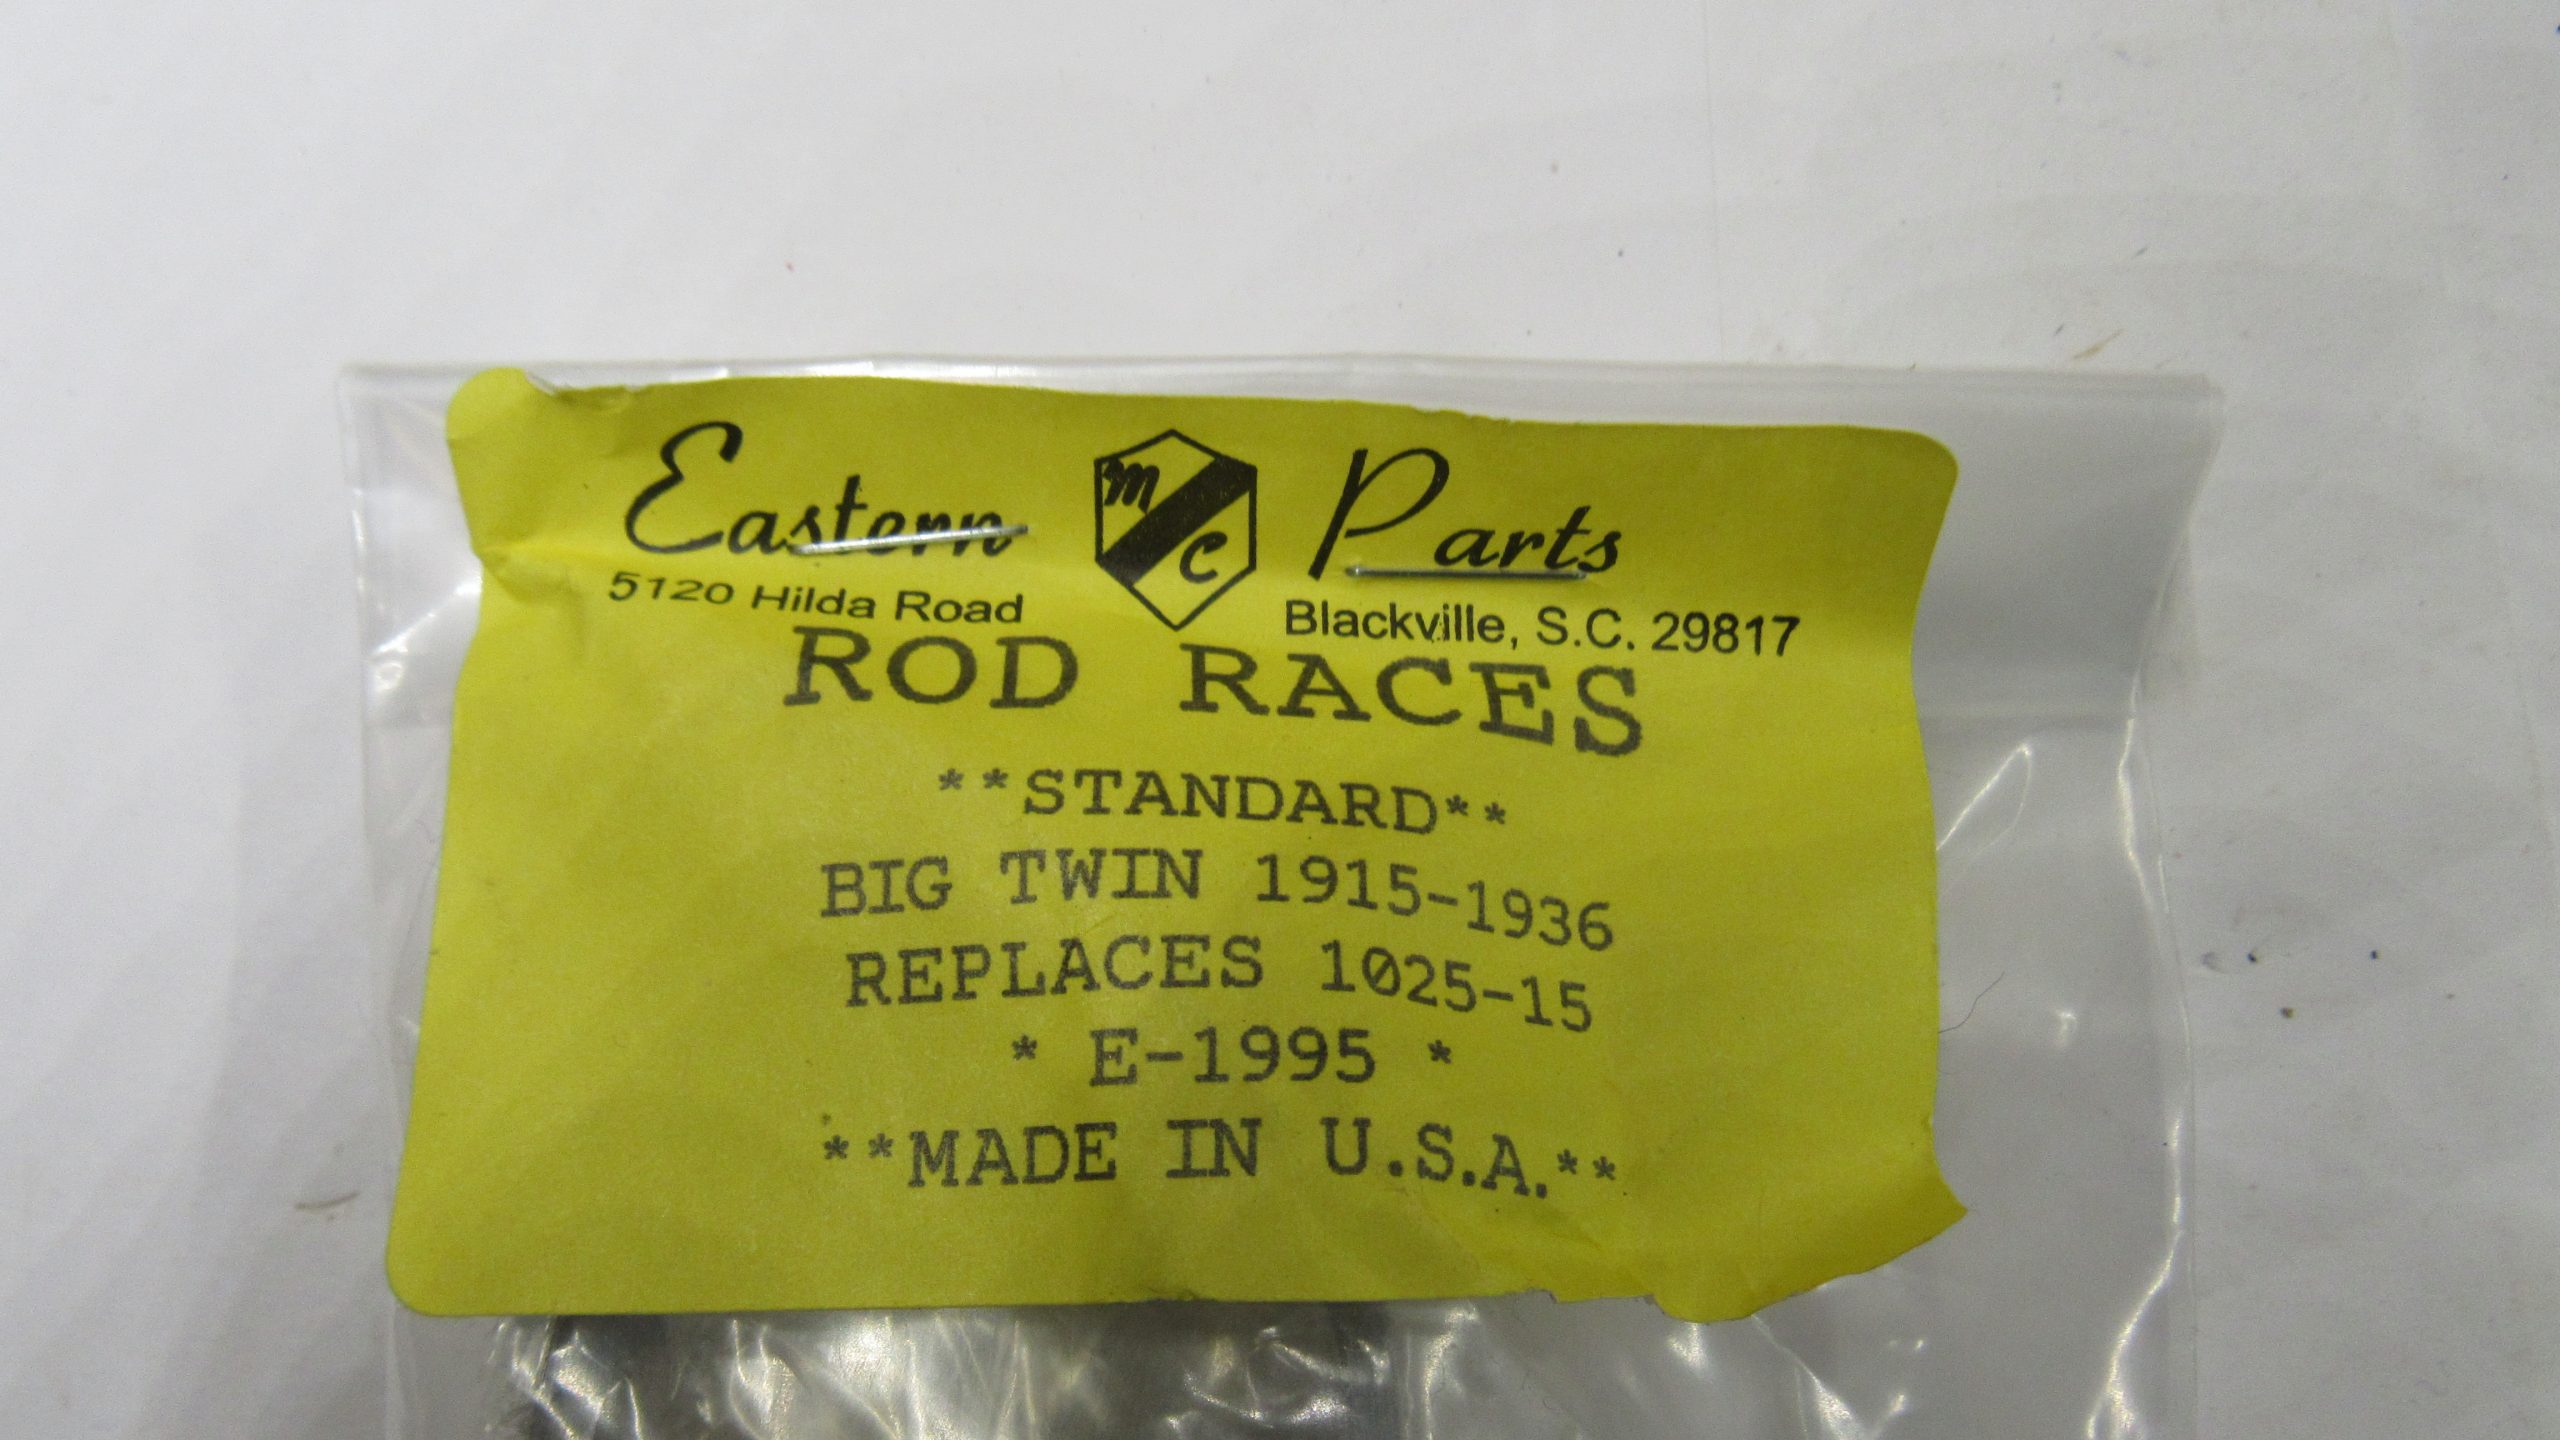 Eastern MC Parts
5120 Hilda Road Blackville, S.C. 29817
ROD RACES
**STANDARD**
BIG TWIN 1915-1936
REPLACES 1025-15
* E-1995 *
**MADE IN U.S.A.**